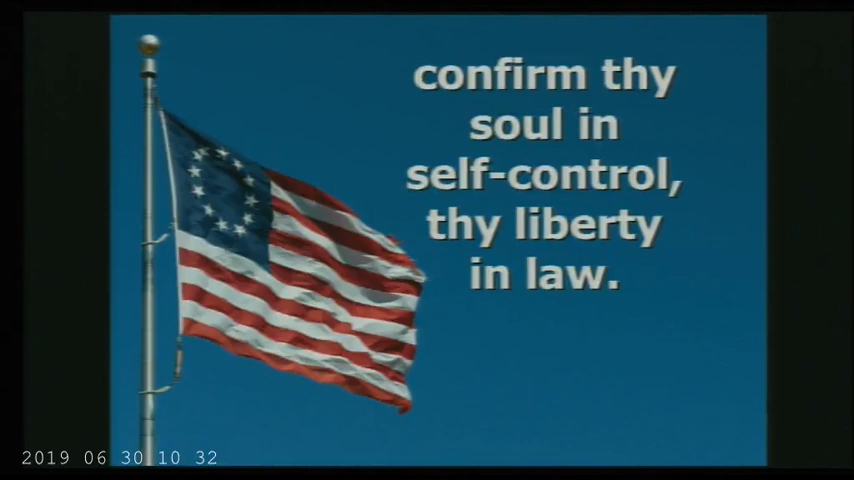 confirm thy
soul in
self-control,
thy liberty
in law.
2019 06 30 10 32